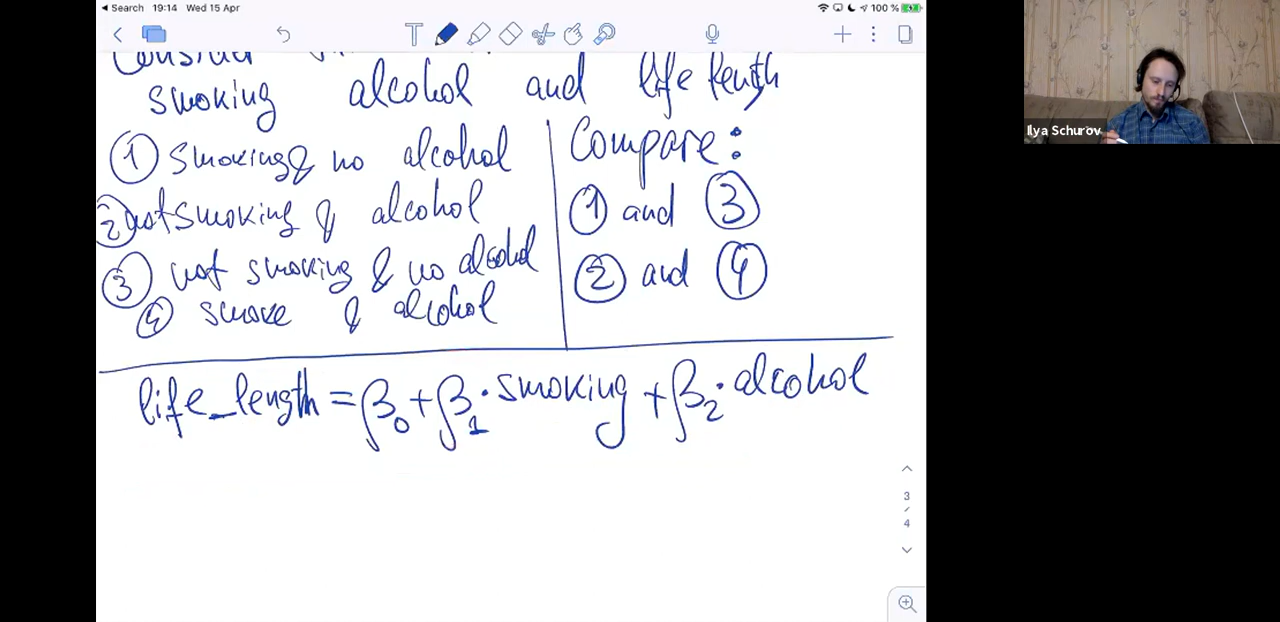 Search 19:14 Wed 15 Apr
100 %
smoking alcohol and life length
① smoking & no alcohol
② not smoking & alcohol
③ not smoking & no alcohol
④ smoke & alcohol
Compare:
① and ③
② and ④
life_length = β₀ + β₁ · smoking + β₂ · alcohol
3
/
4
Ilya Schurov